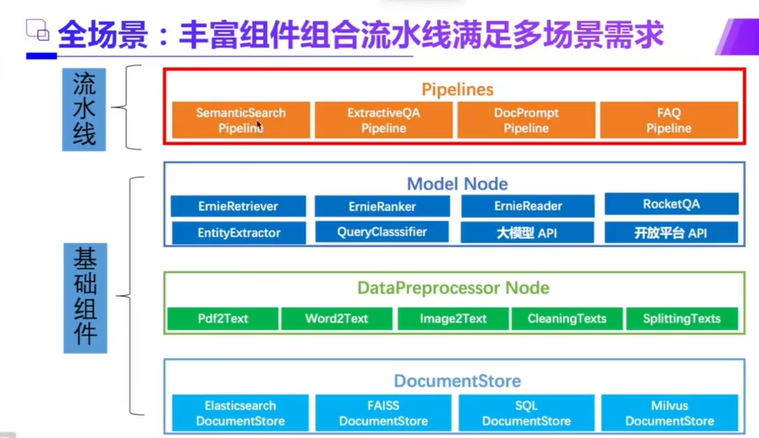 全场景：丰富组件组合流水线满足多场景需求
流水线
Pipelines
SemanticSearch Pipeline
ExtractiveQA Pipeline
DocPrompt Pipeline
FAQ Pipeline
基础组件
Model Node
ErnieRetriever
ErnieRanker
ErnieReader
RocketQA
EntityExtractor
QueryClasssifier
大模型 API
开放平台 API
DataPreprocessor Node
Pdf2Text
Word2Text
Image2Text
CleaningTexts
SplittingTexts
DocumentStore
Elasticsearch DocumentStore
FAISS DocumentStore
SQL DocumentStore
Milvus DocumentStore